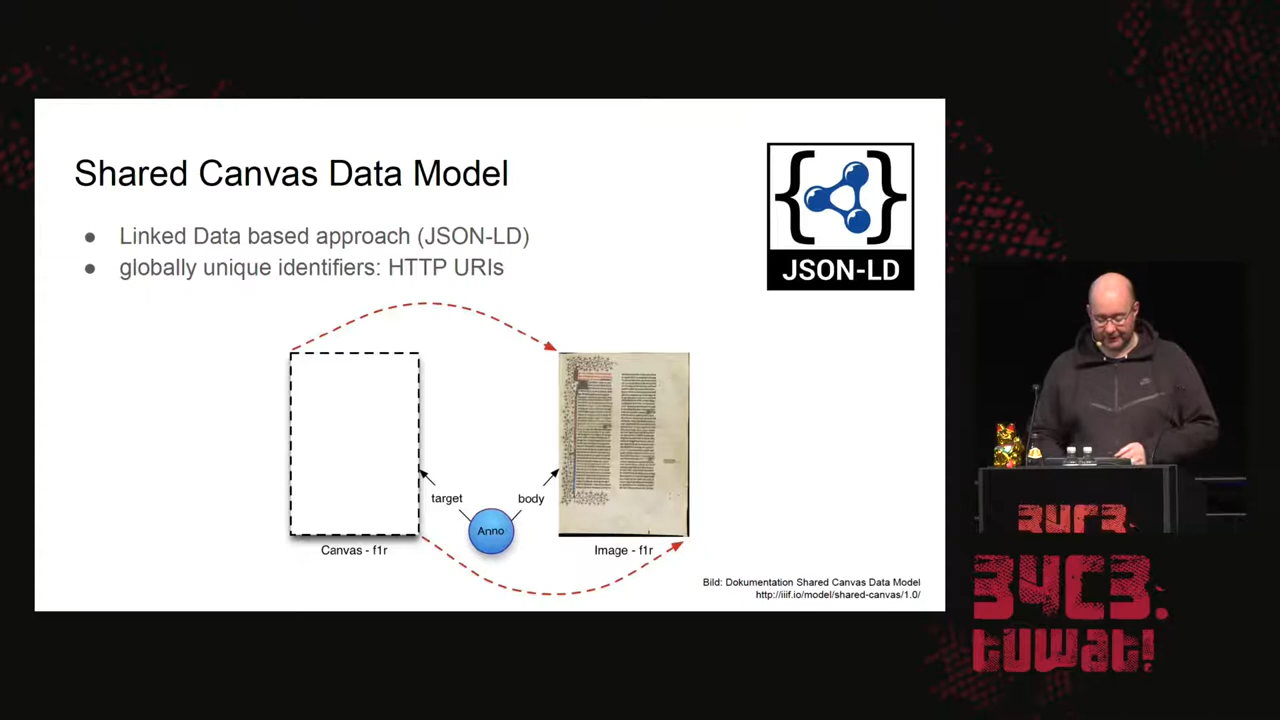 Shared Canvas Data Model
● Linked Data based approach (JSON-LD)
● globally unique identifiers: HTTP URIs
{ }
JSON-LD
target
body
Anno
Canvas - f1r
Image - f1r
Bild: Dokumentation Shared Canvas Data Model
http://iiif.io/model/shared-canvas/1.0/
34C3.
34C3.
tuwat!